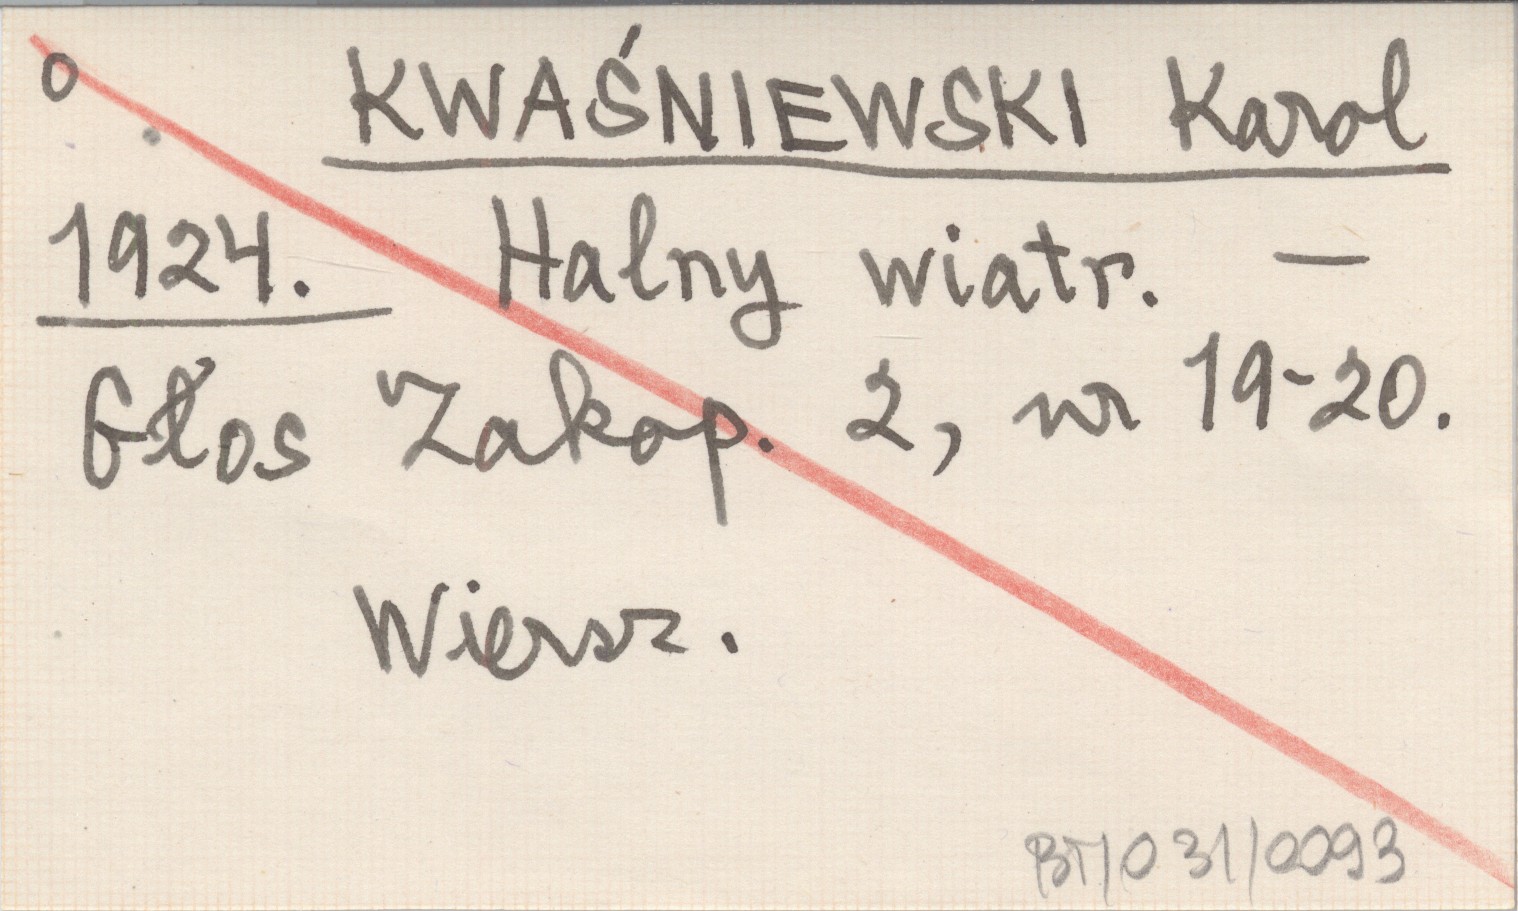 o KWAŚNIEWSKI Karol
1924. Halny wiatr. —
Głos Zakop. 2, nr 19-20.
Wiersz.
BT/031/0093